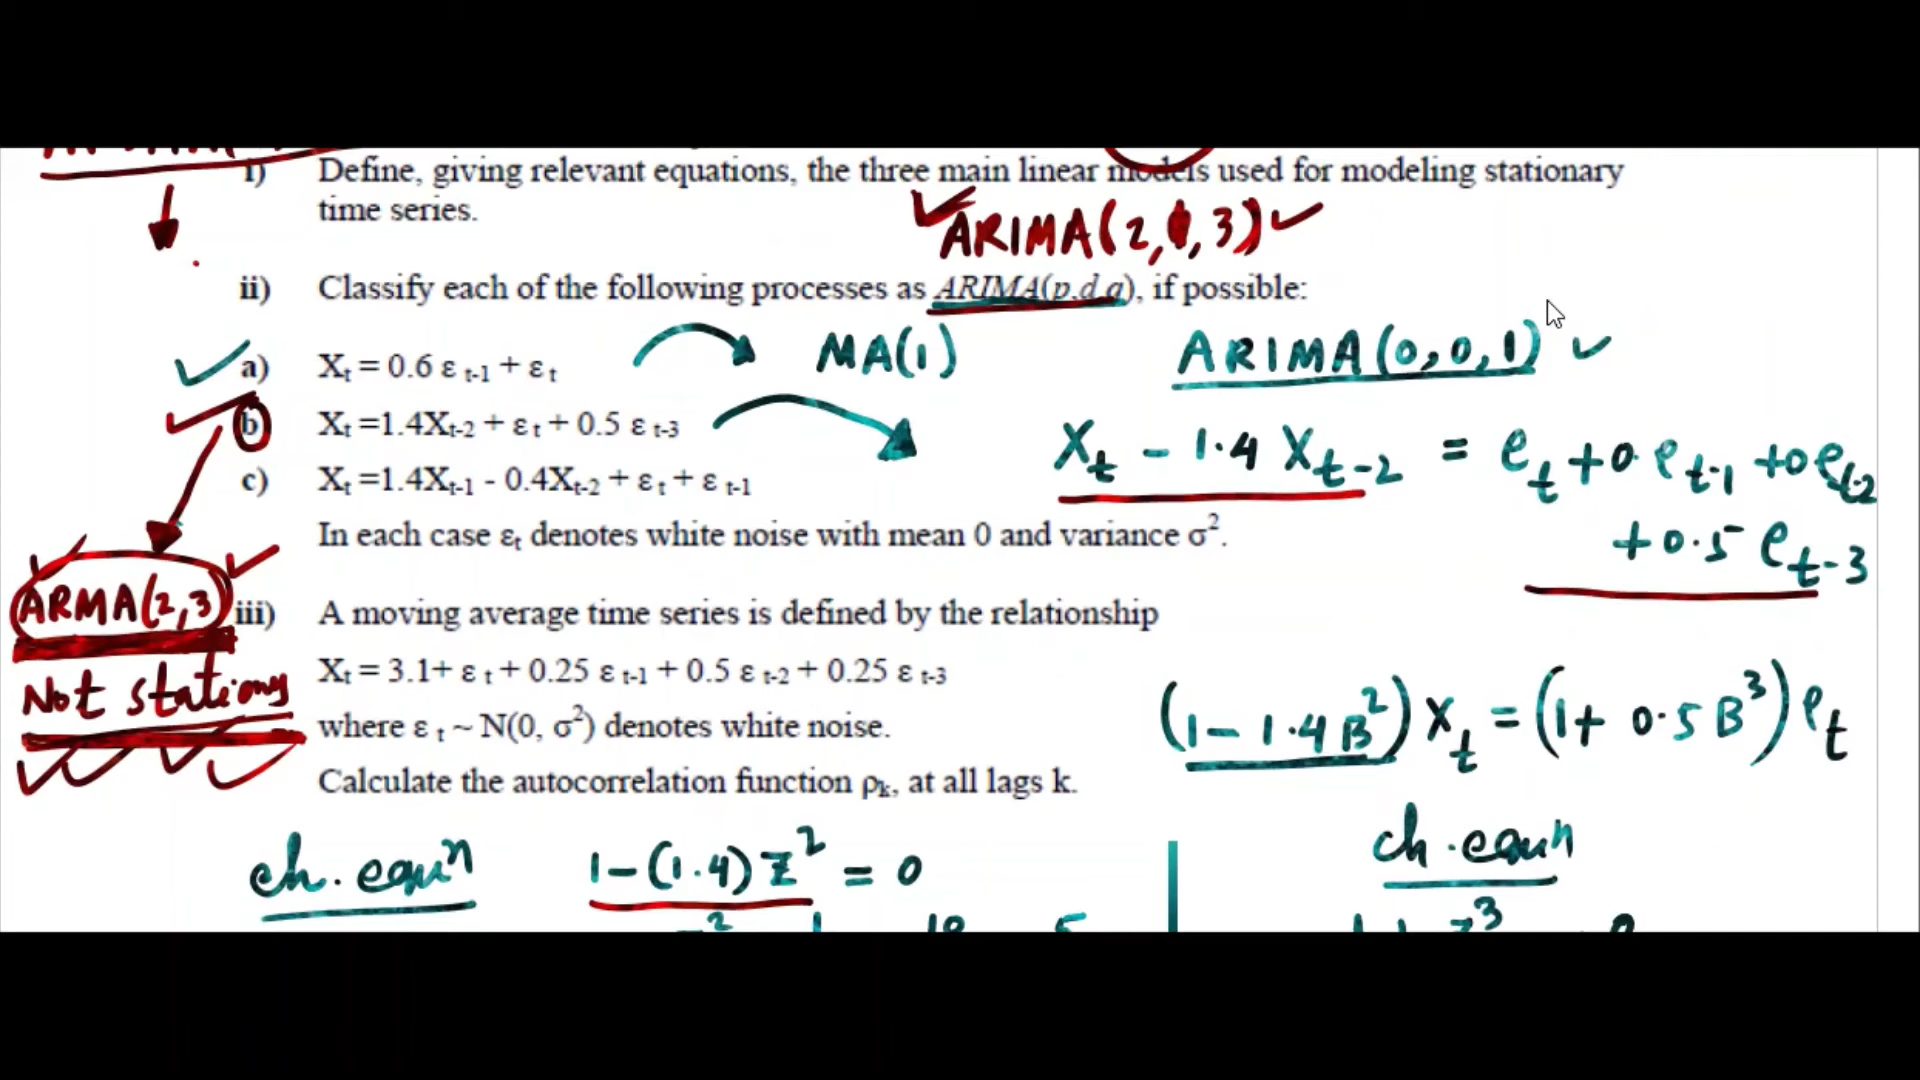 i) Define, giving relevant equations, the three main linear models used for modeling stationary
time series.
ARIMA(2,0,3)
ii) Classify each of the following processes as ARIMA(p,d,q), if possible:
a) Xt = 0.6 ε t-1 + ε t
MA(1)
ARIMA(0,0,1)
b) Xt =1.4Xt-2 + ε t + 0.5 ε t-3
Xt - 1.4 Xt-2 = et + 0 et-1 + 0 et-2
+ 0.5 et-3
c) Xt =1.4Xt-1 - 0.4Xt-2 + ε t + ε t-1
In each case εt denotes white noise with mean 0 and variance σ².
ARMA(2,3)
Not stationary
iii) A moving average time series is defined by the relationship
Xt = 3.1+ ε t + 0.25 ε t-1 + 0.5 ε t-2 + 0.25 ε t-3
where ε t ~ N(0, σ²) denotes white noise.
(1 - 1.4B²) Xt = (1 + 0.5 B³) et
Calculate the autocorrelation function ρk, at all lags k.
ch. equn 1 - (1.4) z² = 0
ch. equn